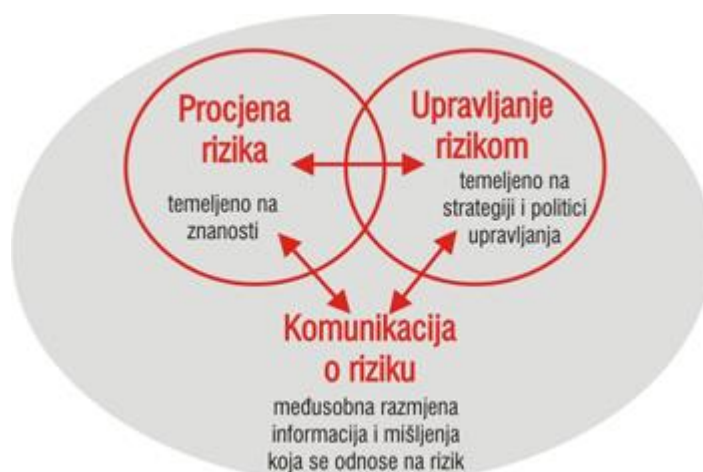 Procjena
rizika
temeljeno na
znanosti
Upravljanje
rizikom
temeljeno na
strategiji i politici
upravljanja
Komunikacija
o riziku
međusobna razmjena
informacija i mišljenja
koja se odnose na rizik